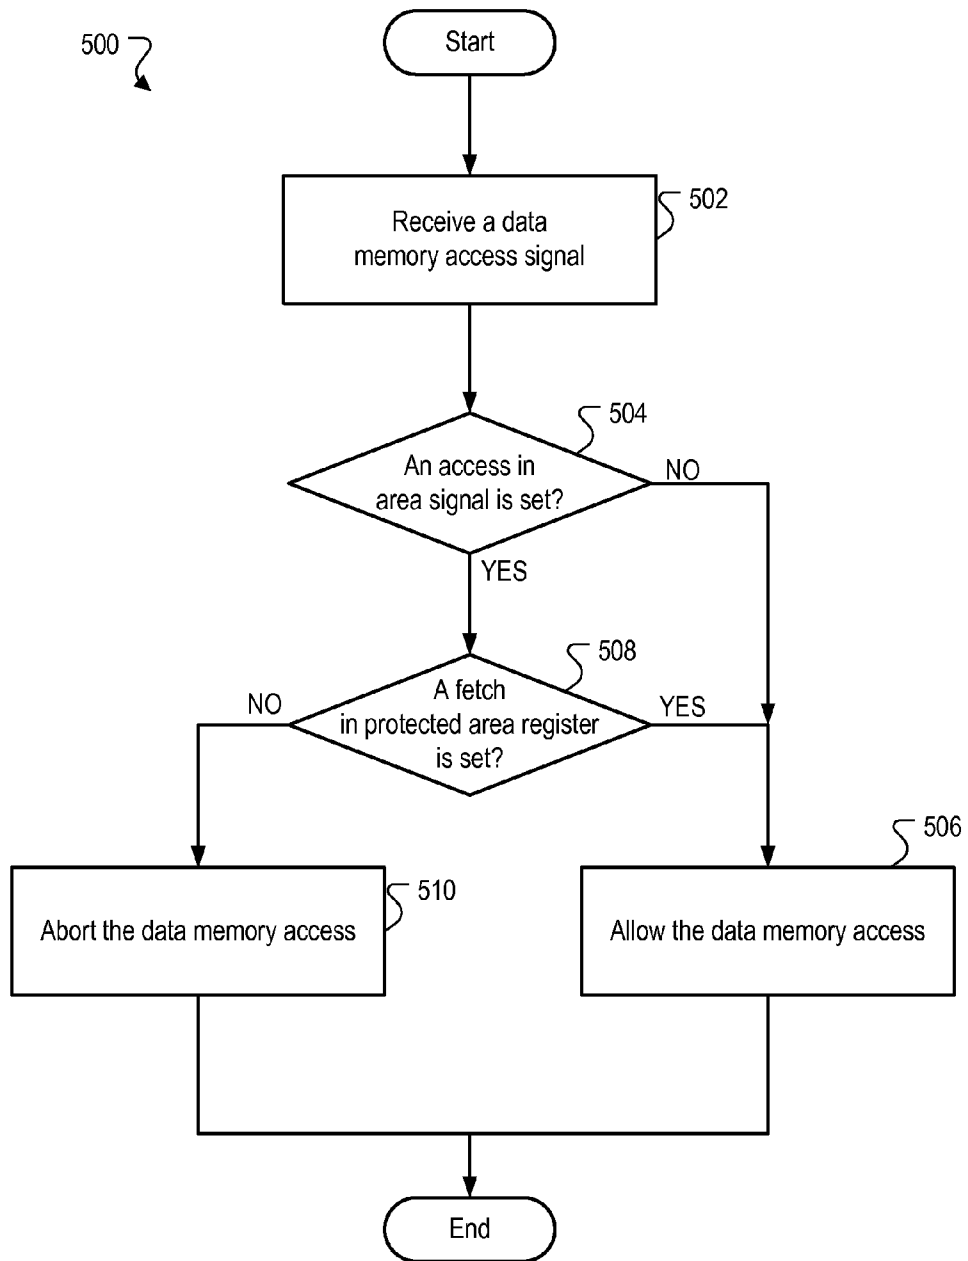 500
Start
502
Receive a data
memory access signal
504
An access in
area signal is set?
NO
YES
508
A fetch
in protected area register
is set?
NO
YES
506
510
Abort the data memory access
Allow the data memory access
End